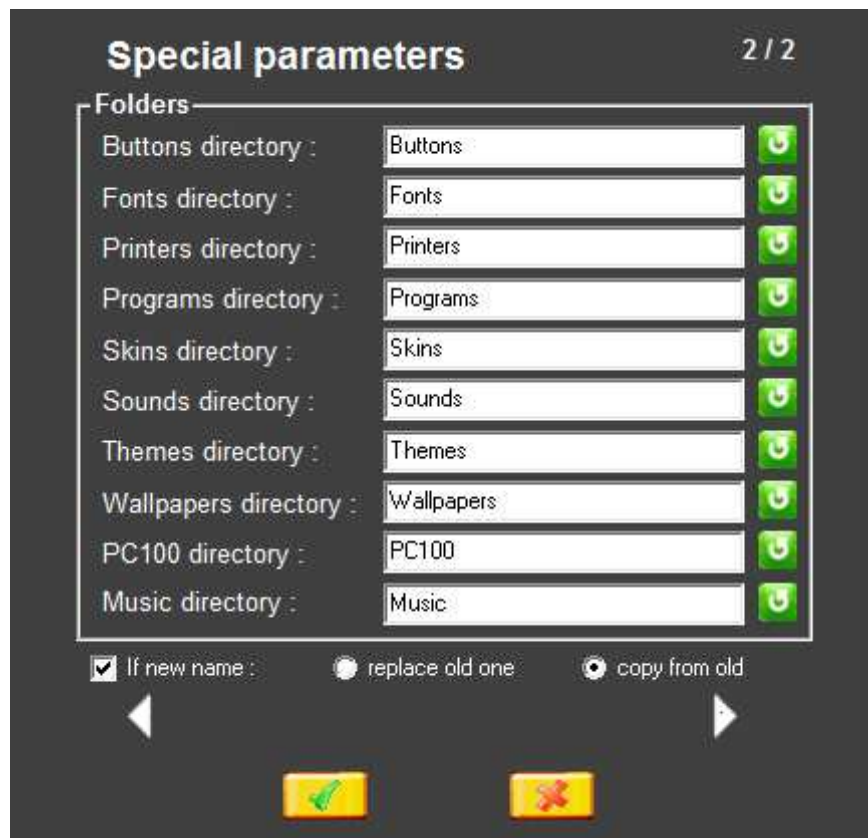 Special parameters 2 / 2
Folders
Buttons directory : Buttons
Fonts directory : Fonts
Printers directory : Printers
Programs directory : Programs
Skins directory : Skins
Sounds directory : Sounds
Themes directory : Themes
Wallpapers directory : Wallpapers
PC100 directory : PC100
Music directory : Music
If new name : replace old one copy from old